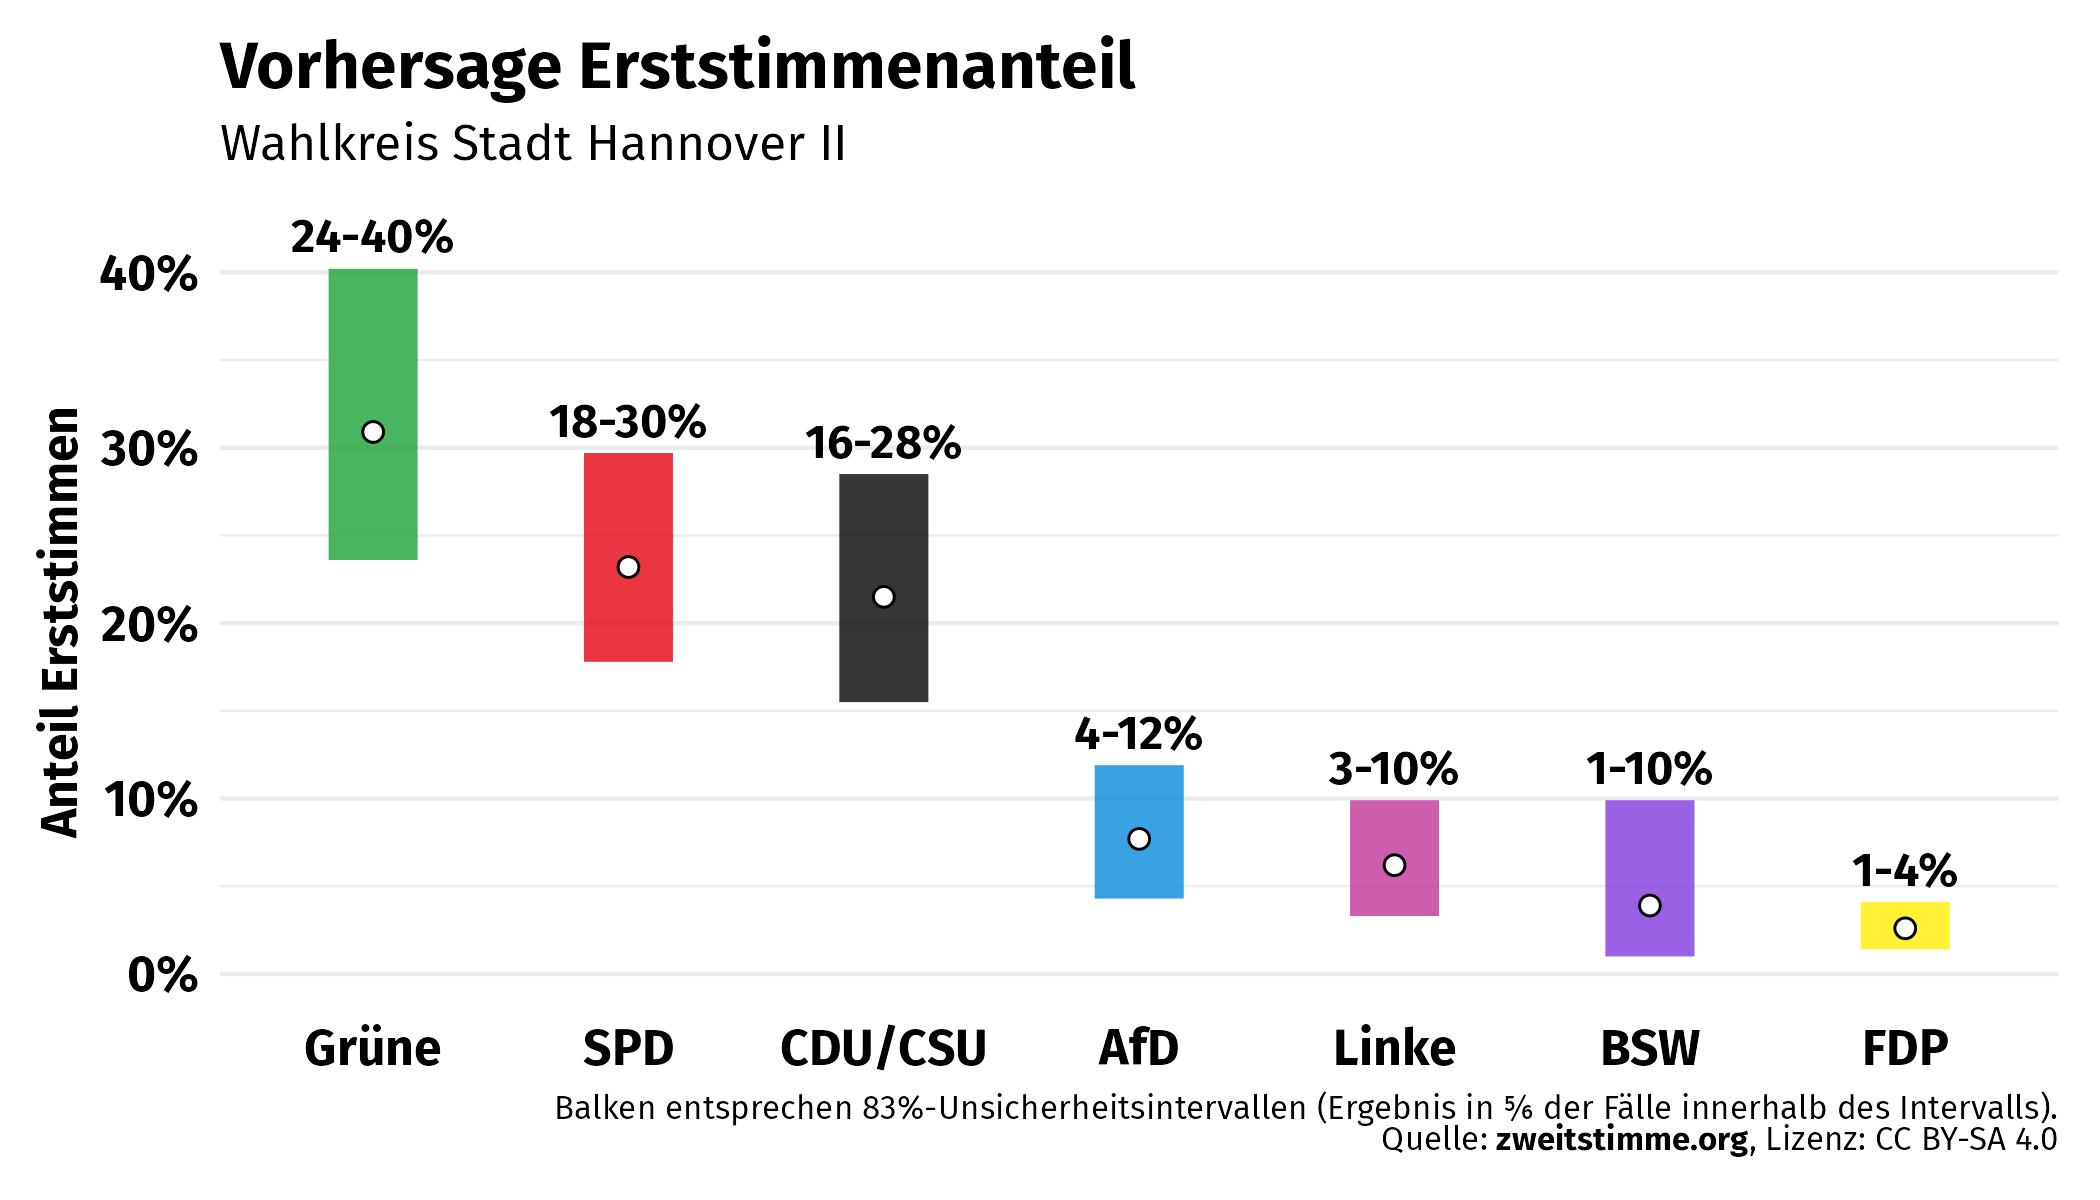 Vorhersage Erststimmenanteil
Wahlkreis Stadt Hannover II
Anteil Erststimmen
40%
30%
20%
10%
0%
24-40%
18-30%
16-28%
4-12%
3-10%
1-10%
1-4%
Grüne
SPD
CDU/CSU
AfD
Linke
BSW
FDP
Balken entsprechen 83%-Unsicherheitsintervallen (Ergebnis in ⅚ der Fälle innerhalb des Intervalls).
Quelle: zweitstimme.org, Lizenz: CC BY-SA 4.0